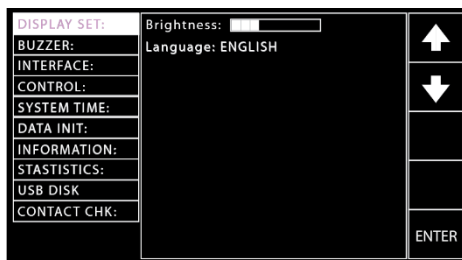 DISPLAY SET:
BUZZER:
INTERFACE:
CONTROL:
SYSTEM TIME:
DATA INIT:
INFORMATION:
STASTISTICS:
USB DISK
CONTACT CHK:
Brightness:
Language: ENGLISH
ENTER